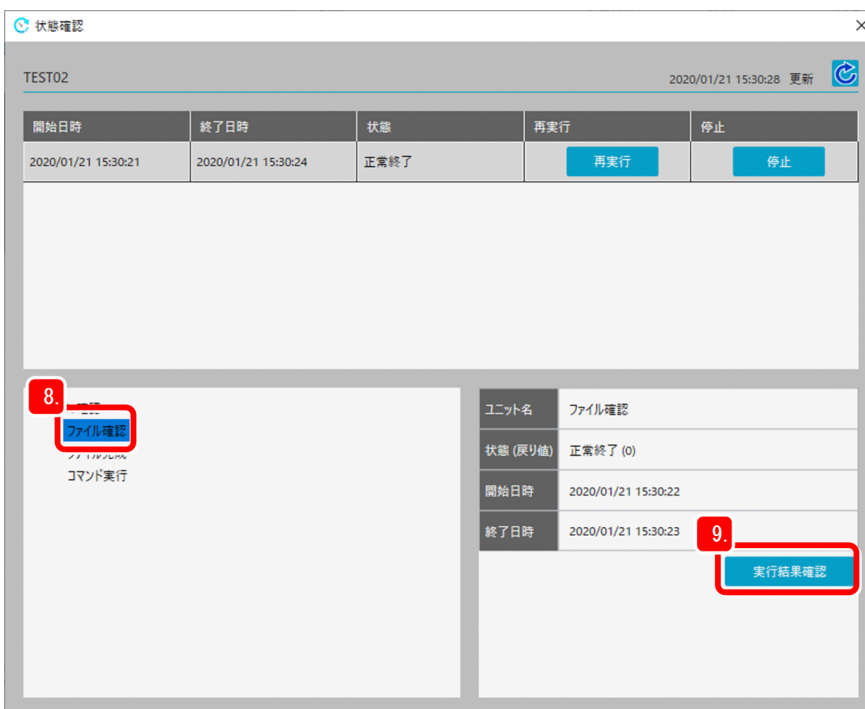 状態確認
TEST02
2020/01/21 15:30:28 更新
開始日時 終了日時 状態 再実行 停止
2020/01/21 15:30:21 2020/01/21 15:30:24 正常終了 再実行 停止
8.
ファイル確認
コマンド実行
ユニット名 ファイル確認
状態 (戻り値) 正常終了 (0)
開始日時 2020/01/21 15:30:22
終了日時 2020/01/21 15:30:23
9.
実行結果確認